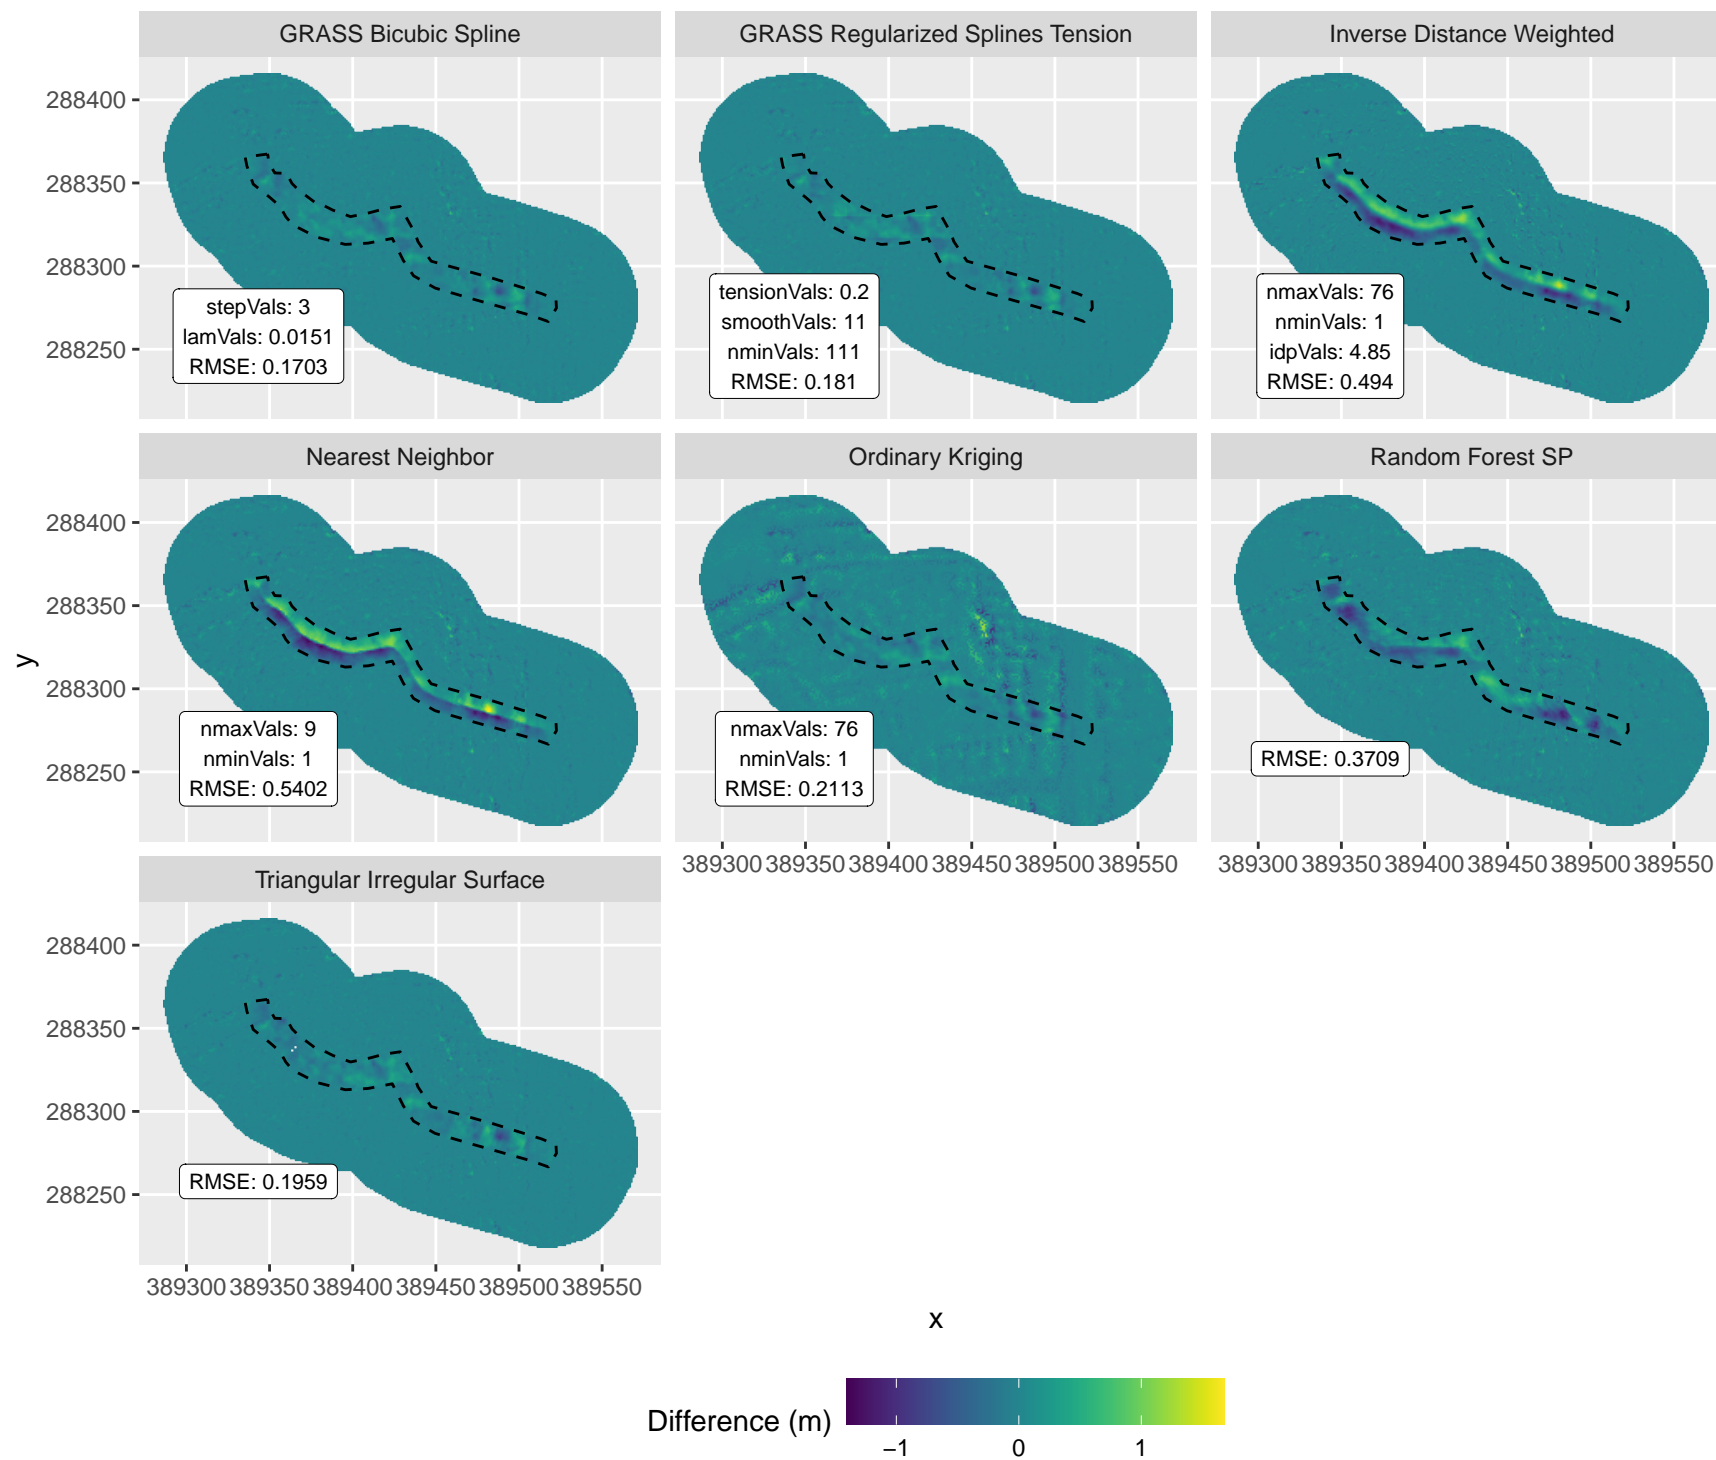 GRASS Bicubic Spline
GRASS Regularized Splines Tension
Inverse Distance Weighted
288400
288350
288300
288250
stepVals: 3
lamVals: 0.0151
RMSE: 0.1703
tensionVals: 0.2
smoothVals: 11
nminVals: 111
RMSE: 0.181
nmaxVals: 76
nminVals: 1
idpVals: 4.85
RMSE: 0.494
Nearest Neighbor
Ordinary Kriging
Random Forest SP
288400
288350
288300
288250
nmaxVals: 9
nminVals: 1
RMSE: 0.5402
nmaxVals: 76
nminVals: 1
RMSE: 0.2113
RMSE: 0.3709
y
389300 389350 389400 389450 389500 389550
389300 389350 389400 389450 389500 389550
Triangular Irregular Surface
288400
288350
288300
288250
RMSE: 0.1959
389300 389350 389400 389450 389500 389550
x
Difference (m)
−1 0 1